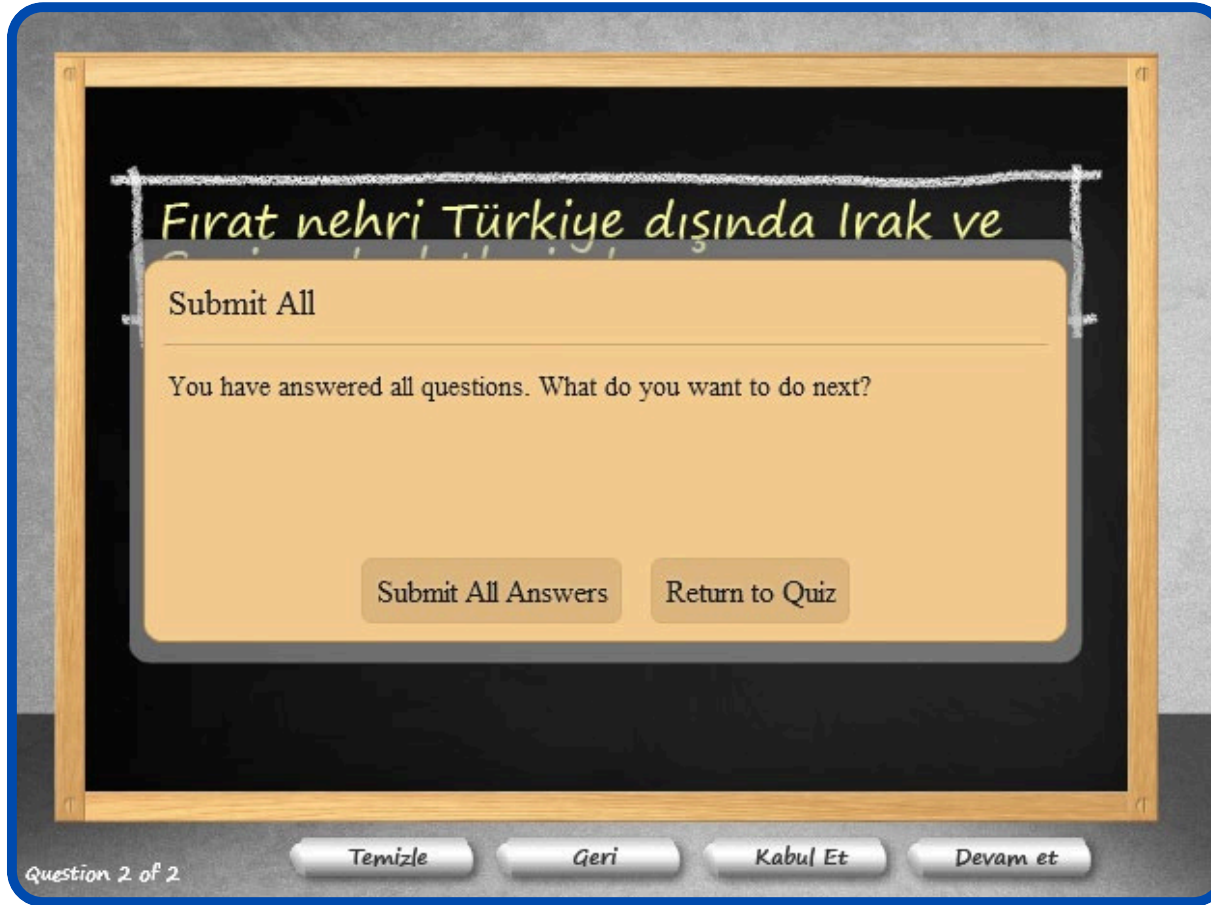 Fırat nehri Türkiye dışında Irak ve
Submit All
You have answered all questions. What do you want to do next?
Submit All Answers
Return to Quiz
Temizle
Geri
Kabul Et
Devam et
Question 2 of 2